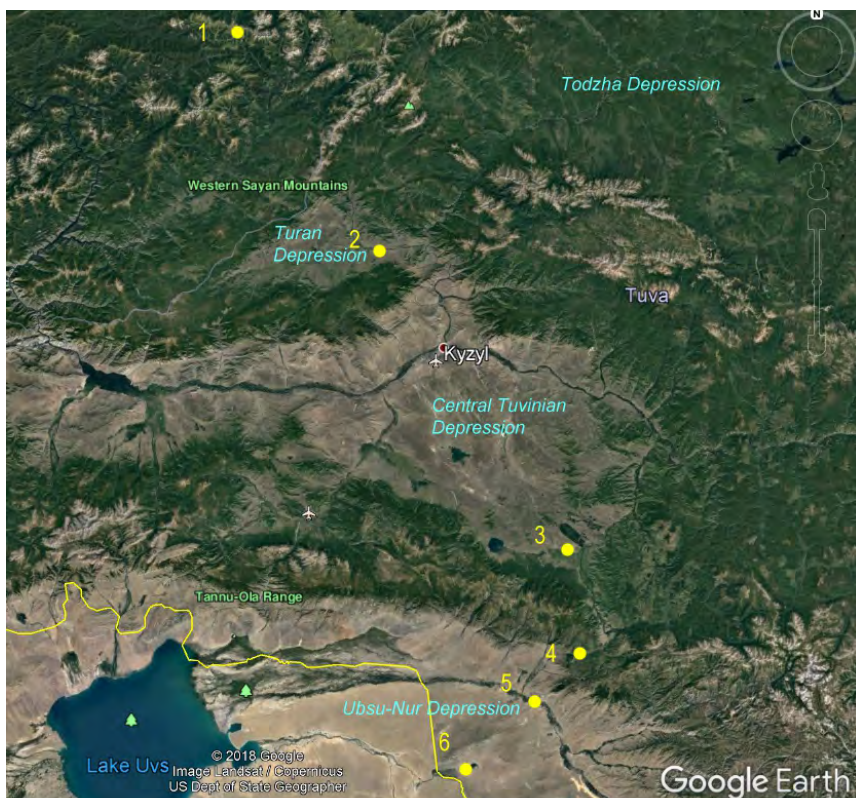 N
1
Todzha Depression
Western Sayan Mountains
2
Turan
Depression
Tuva
Kyzyl
Central Tuvinian
Depression
3
Tannu-Ola Range
4
5
Ubsu-Nur Depression
6
Lake Uvs
© 2018 Google
Image Landsat / Copernicus
US Dept of State Geographer
Google Earth